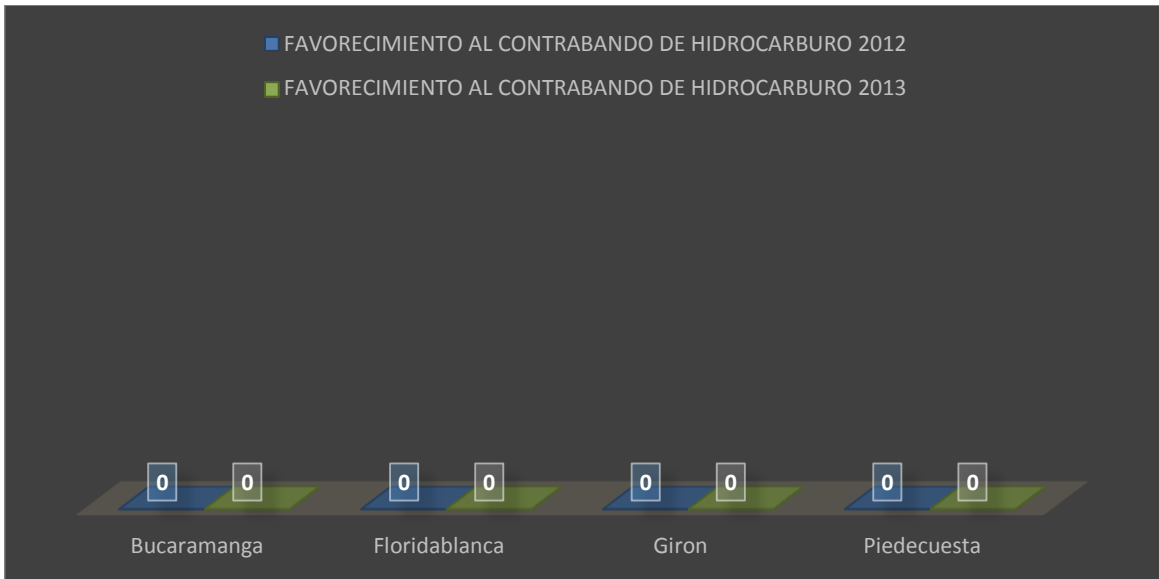 FAVORECIMIENTO AL CONTRABANDO DE HIDROCARBURO 2012
FAVORECIMIENTO AL CONTRABANDO DE HIDROCARBURO 2013
0 0 0 0 0 0 0 0
Bucaramanga Floridablanca Giron Piedecuesta